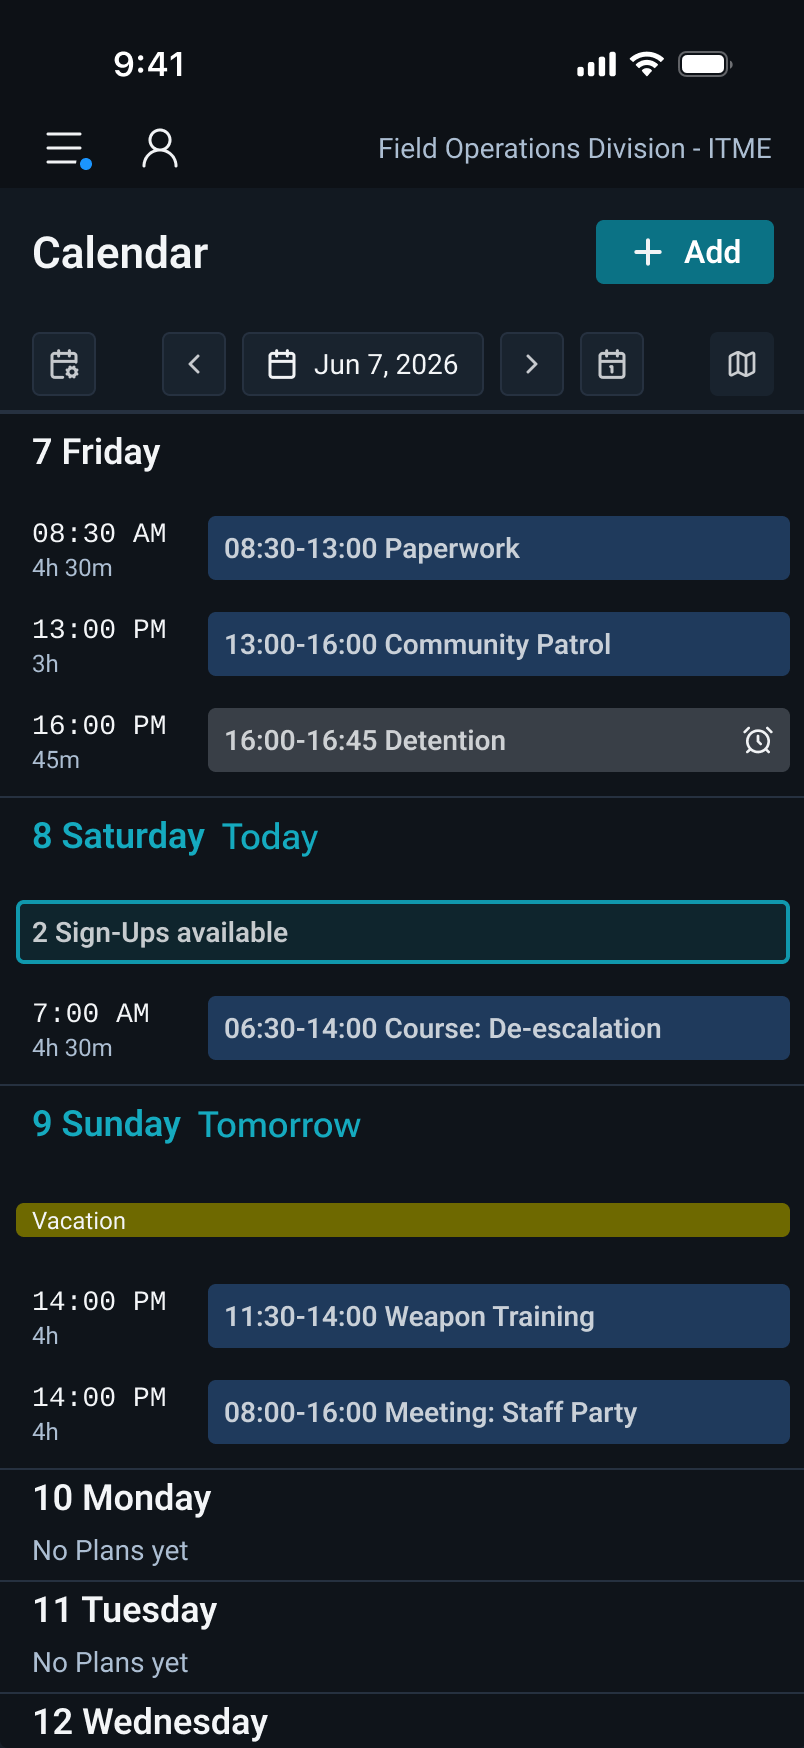 9:41
Field Operations Division - ITME
Calendar
Add
Jun 7, 2026
1
7 Friday
08:30 AM
4h 30m
08:30-13:00 Paperwork
13:00 PM
3h
13:00-16:00 Community Patrol
16:00 PM
45m
16:00-16:45 Detention
8 Saturday Today
2 Sign-Ups available
7:00 AM
4h 30m
06:30-14:00 Course: De-escalation
9 Sunday Tomorrow
Vacation
14:00 PM
4h
11:30-14:00 Weapon Training
14:00 PM
4h
08:00-16:00 Meeting: Staff Party
10 Monday
No Plans yet
11 Tuesday
No Plans yet
12 Wednesday